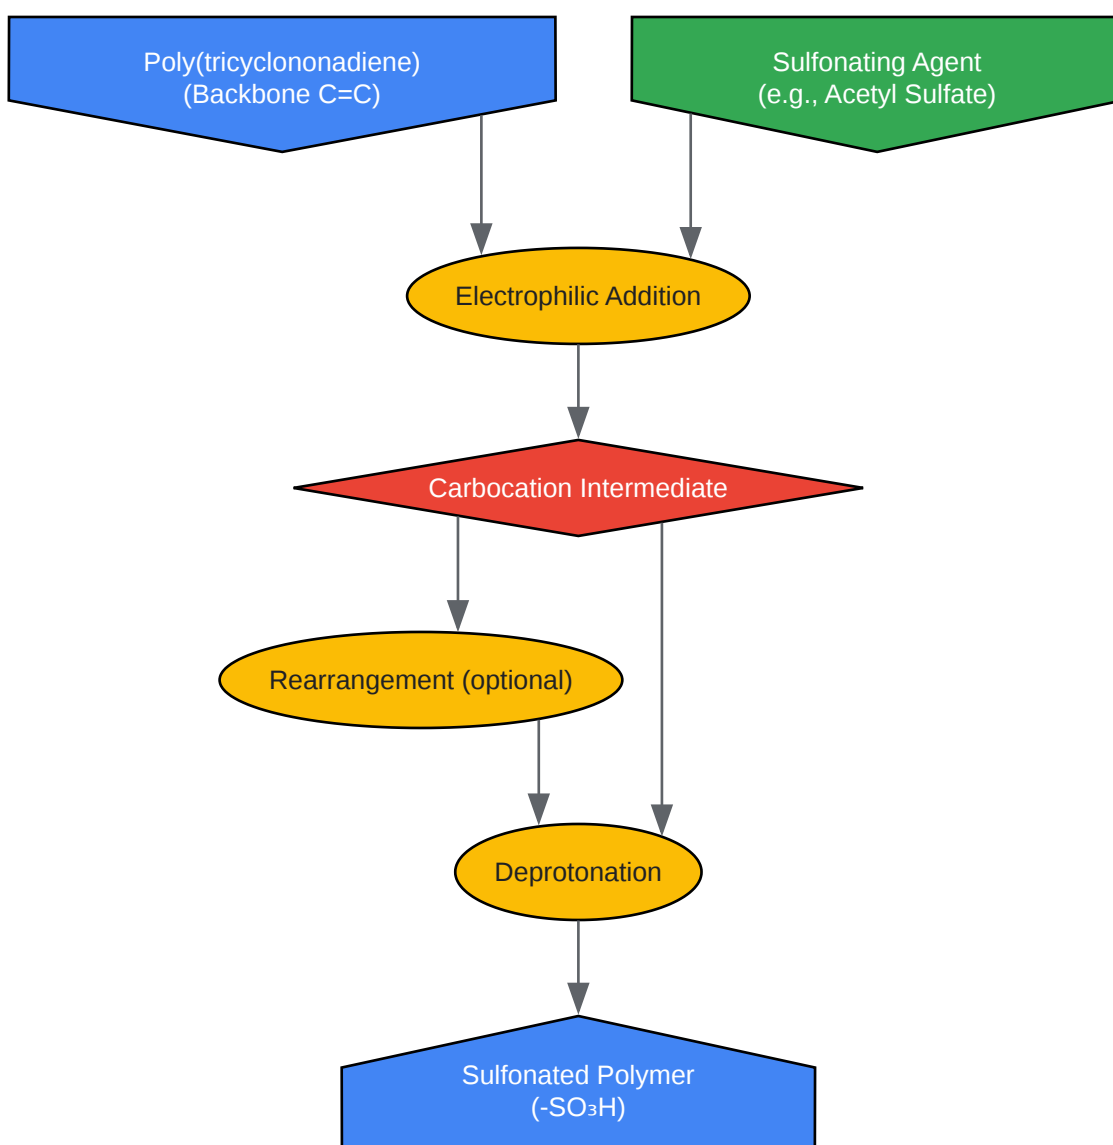 Poly(tricyclononadiene)
(Backbone C=C)
Sulfonating Agent
(e.g., Acetyl Sulfate)
Electrophilic Addition
Carbocation Intermediate
Rearrangement (optional)
Deprotonation
Sulfonated Polymer
(-SO₃H)